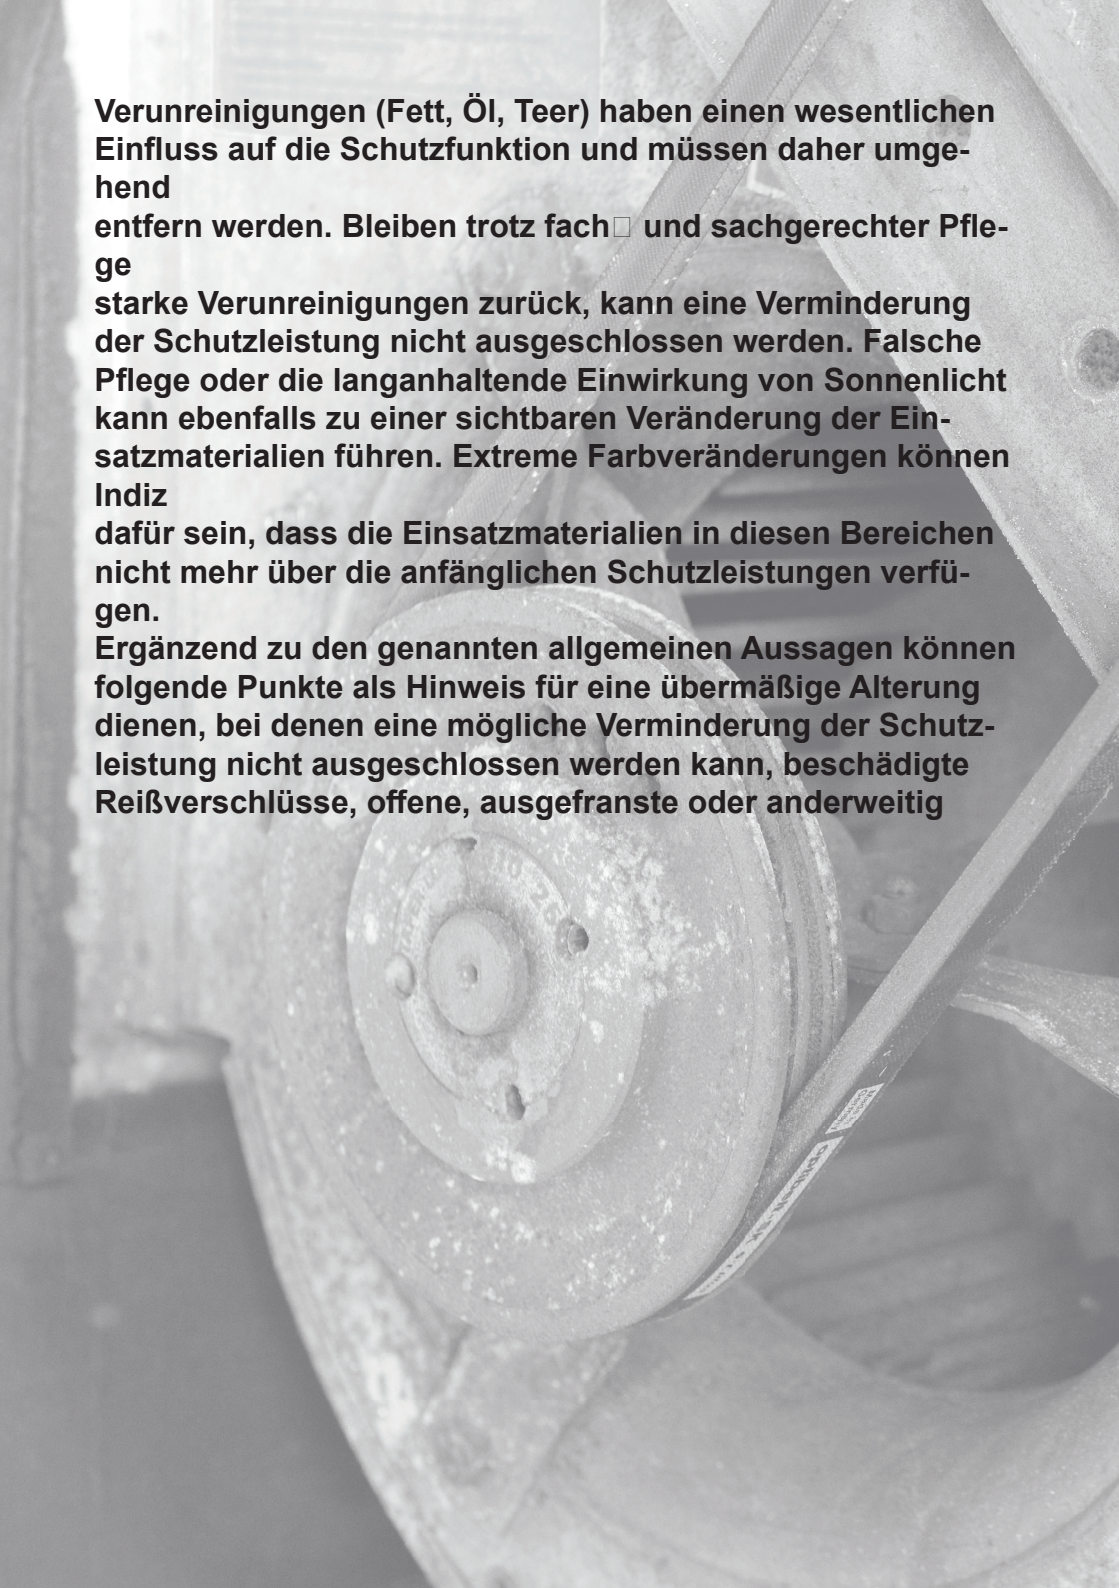 Verunreinigungen (Fett, Öl, Teer) haben einen wesentlichen
Einfluss auf die Schutzfunktion und müssen daher umge-
hend
entfern werden. Bleiben trotz fach□ und sachgerechter Pfle-
ge
starke Verunreinigungen zurück, kann eine Verminderung
der Schutzleistung nicht ausgeschlossen werden. Falsche
Pflege oder die langanhaltende Einwirkung von Sonnenlicht
kann ebenfalls zu einer sichtbaren Veränderung der Ein-
satzmaterialien führen. Extreme Farbveränderungen können
Indiz
dafür sein, dass die Einsatzmaterialien in diesen Bereichen
nicht mehr über die anfänglichen Schutzleistungen verfü-
gen.
Ergänzend zu den genannten allgemeinen Aussagen können
folgende Punkte als Hinweis für eine übermäßige Alterung
dienen, bei denen eine mögliche Verminderung der Schutz-
leistung nicht ausgeschlossen werden kann, beschädigte
Reißverschlüsse, offene, ausgefranste oder anderweitig